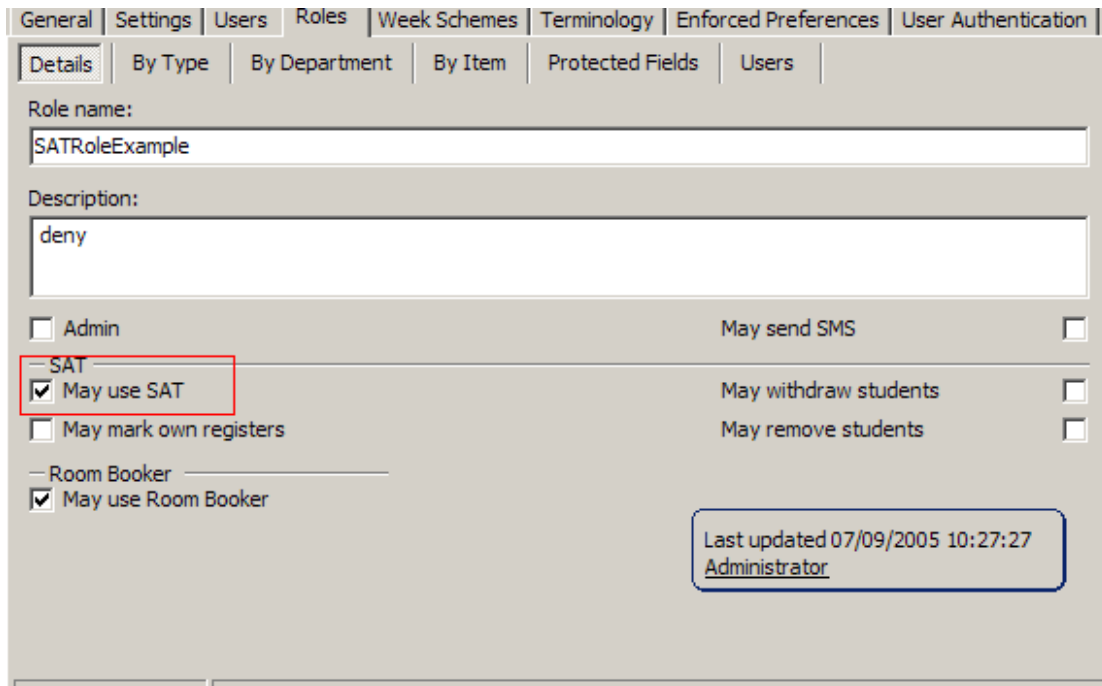 General Settings Users Roles Week Schemes Terminology Enforced Preferences User Authentication
Details By Type By Department By Item Protected Fields Users
Role name:
SATRoleExample
Description:
deny
Admin May send SMS
SAT
May use SAT May withdraw students
May mark own registers May remove students
Room Booker
May use Room Booker
Last updated 07/09/2005 10:27:27
Administrator